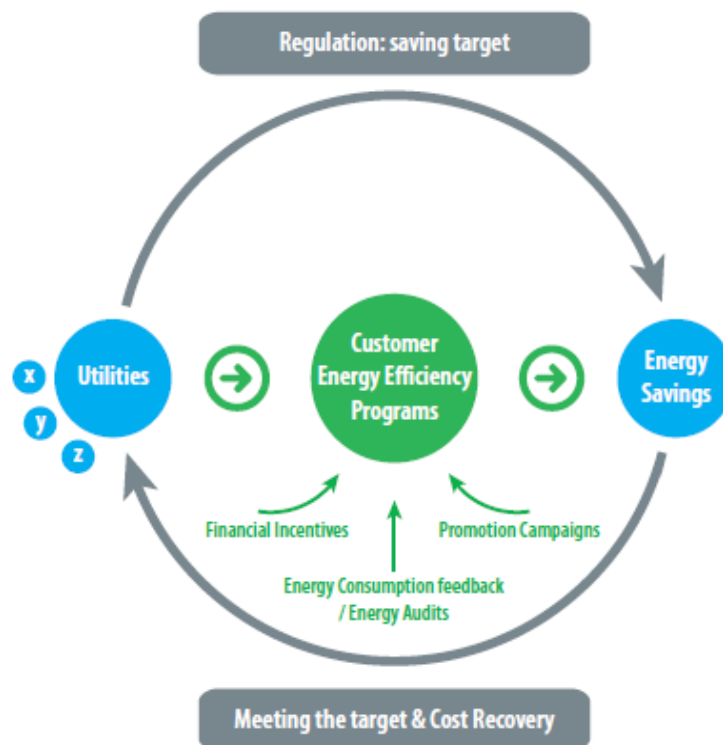 Regulation: saving target
Customer
Energy Efficiency
Programs
Utilities
Energy
Savings
x
y
z
Financial Incentives
Promotion Campaigns
Energy Consumption feedback
/ Energy Audits
Meeting the target & Cost Recovery